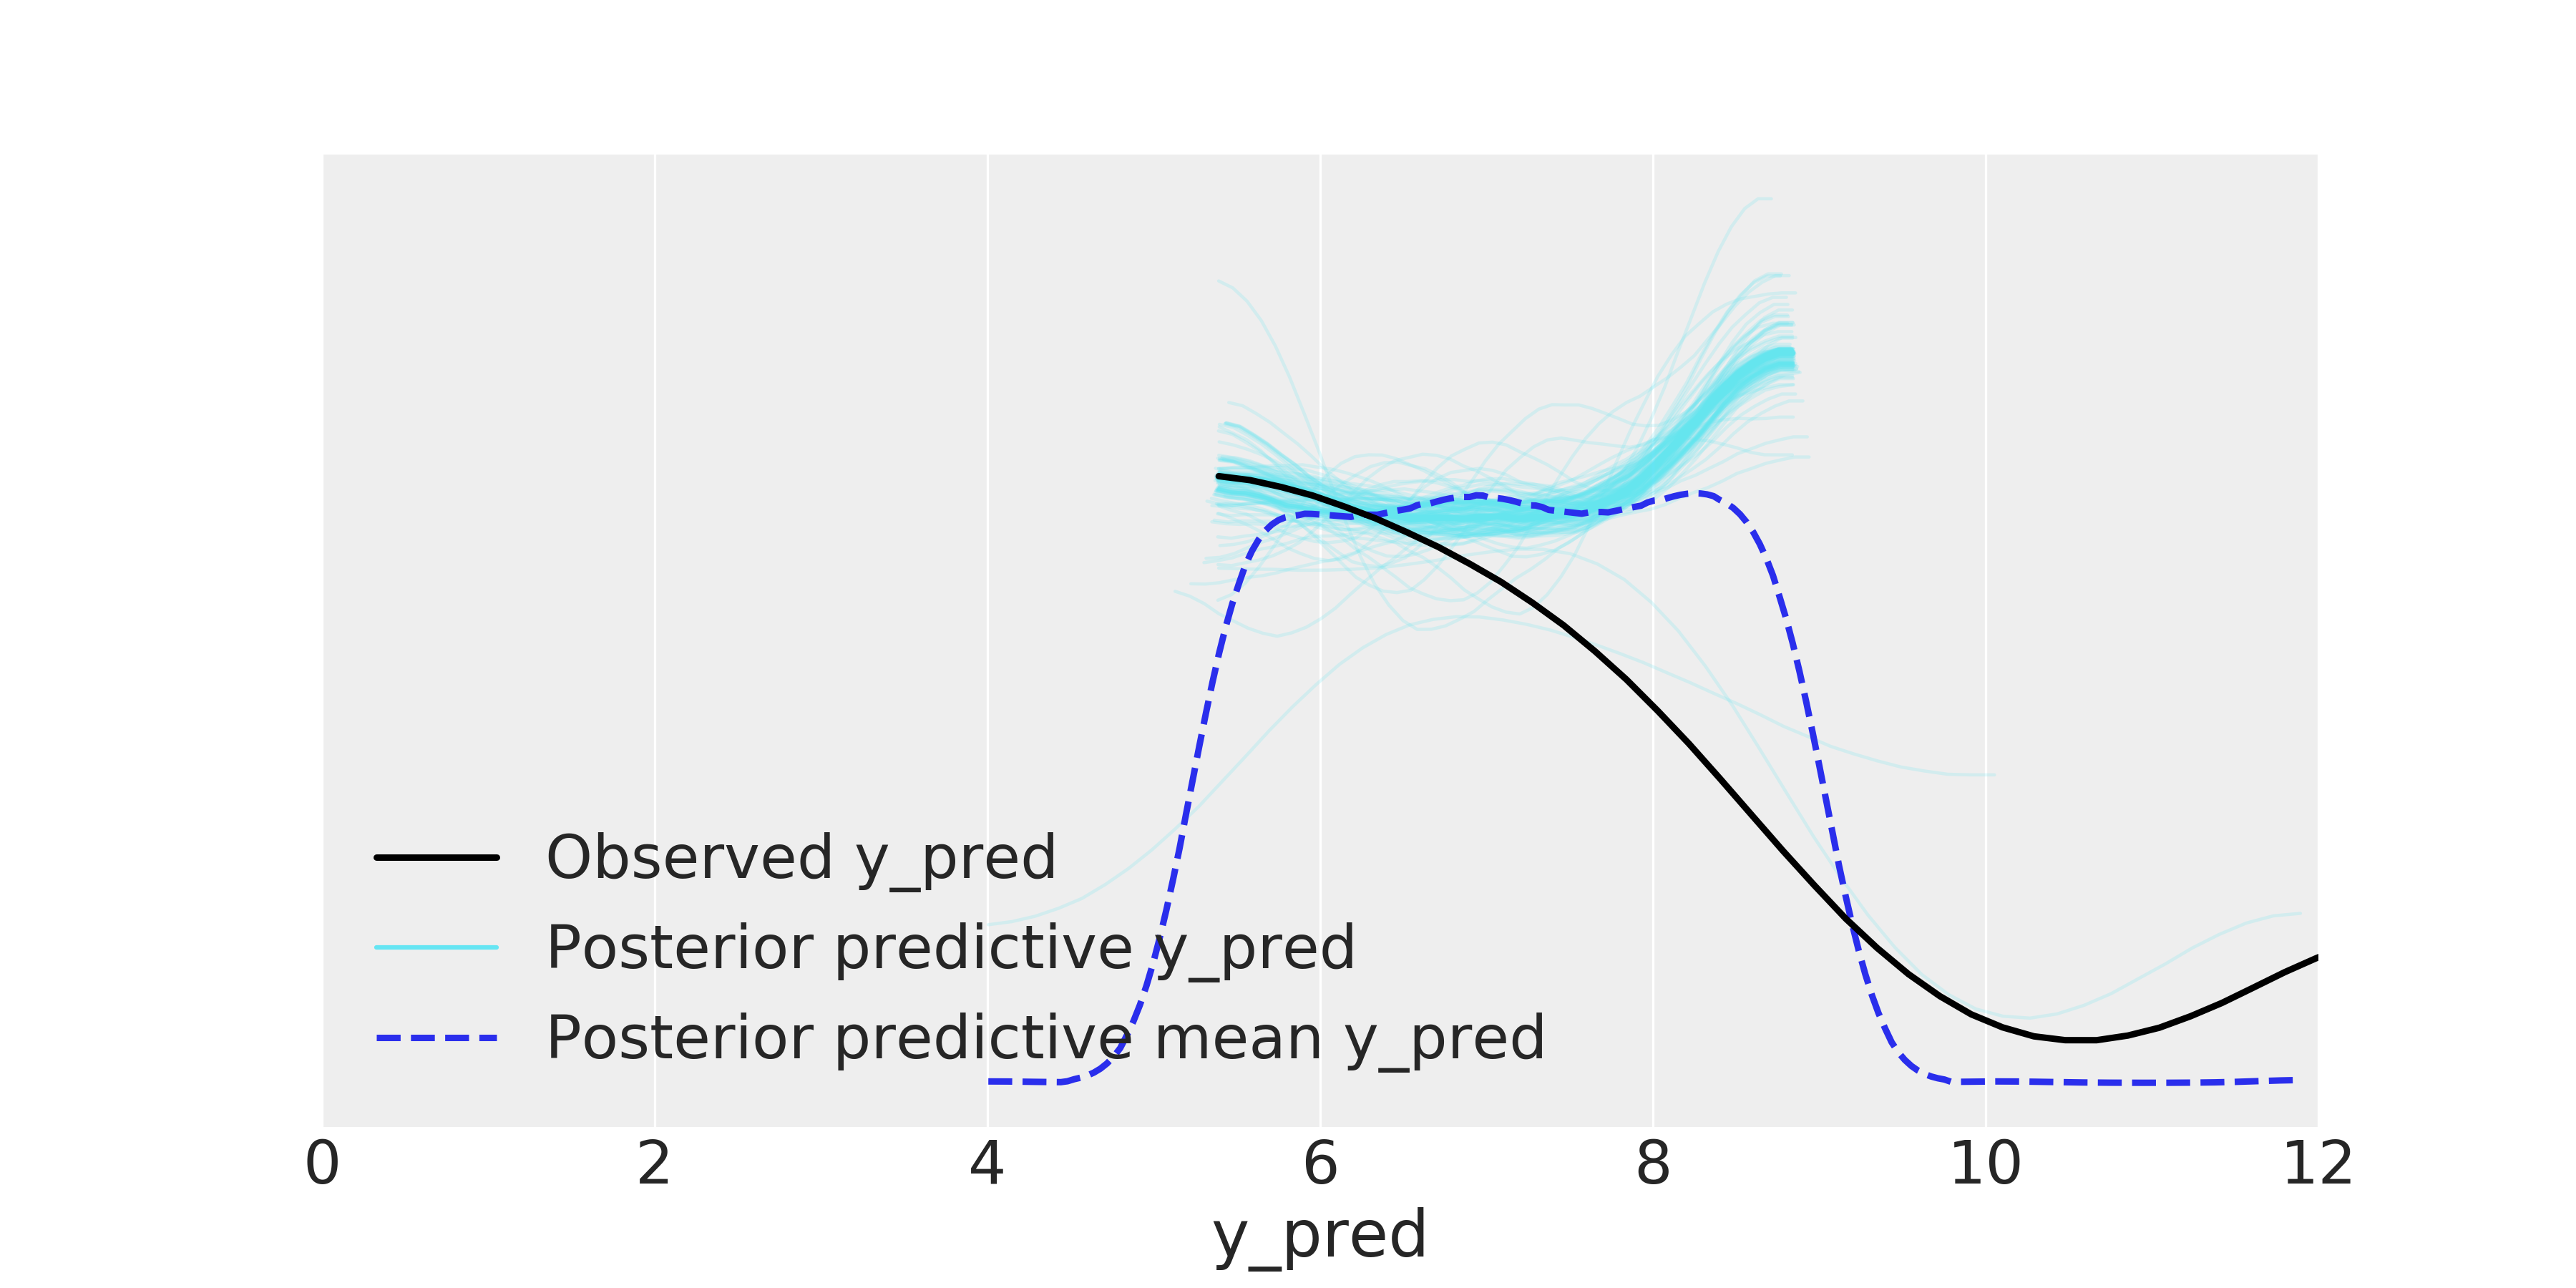 Observed y_pred
Posterior predictive y_pred
Posterior predictive mean y_pred
0 2 4 6 8 10 12
y_pred